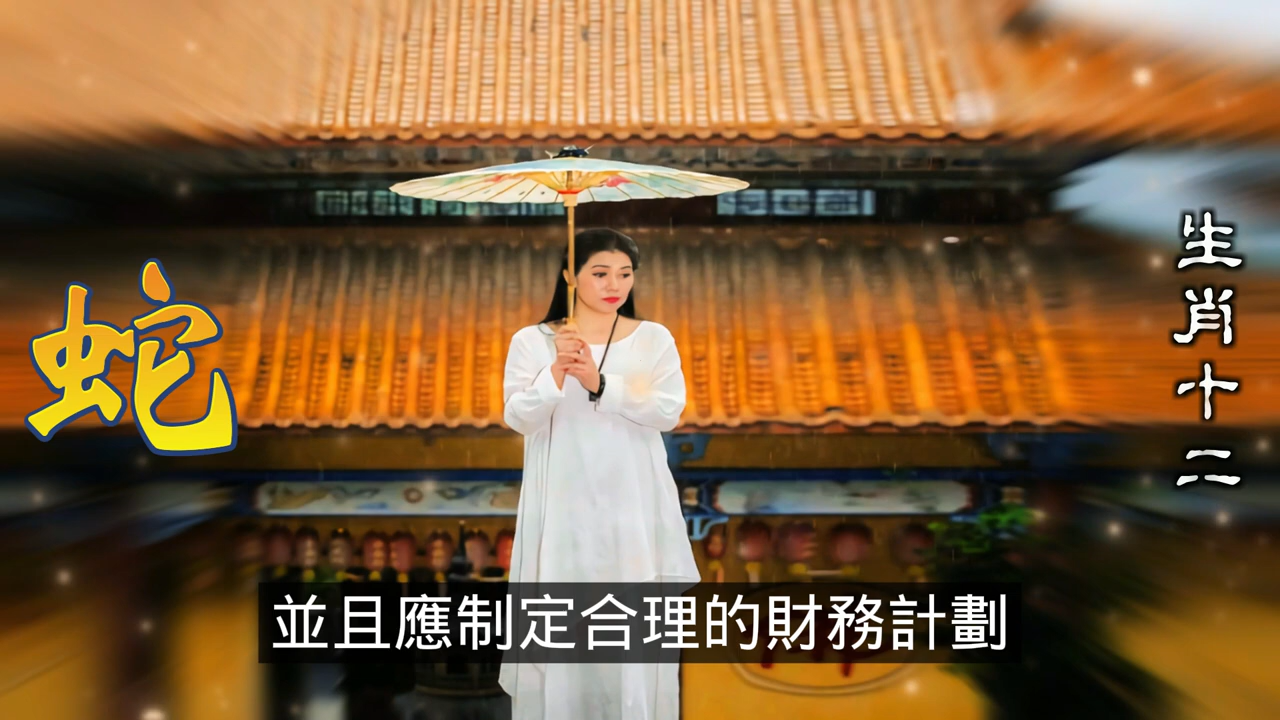 蛇
生肖十二
並且應制定合理的財務計劃